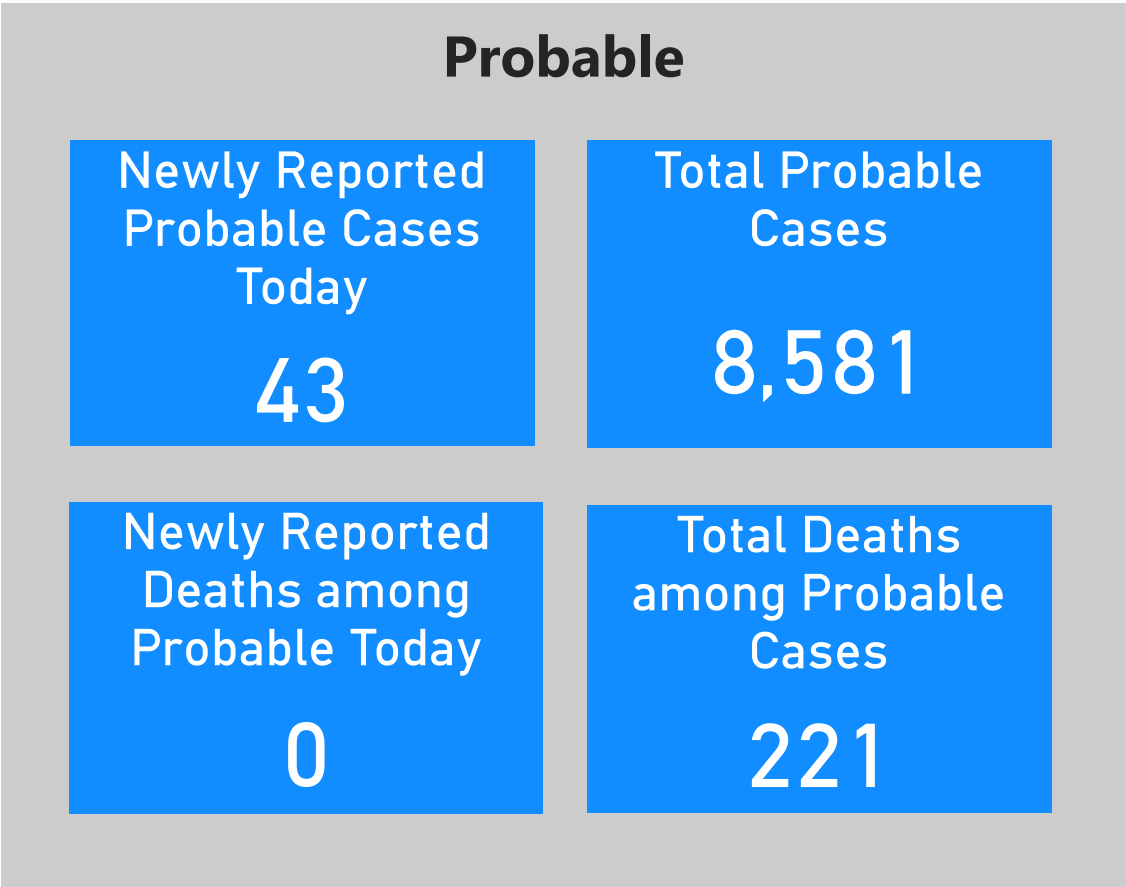 Probable
Newly Reported
Probable Cases
Today
43
Total Probable
Cases
8,581
Newly Reported
Deaths among
Probable Today
0
Total Deaths
among Probable
Cases
221